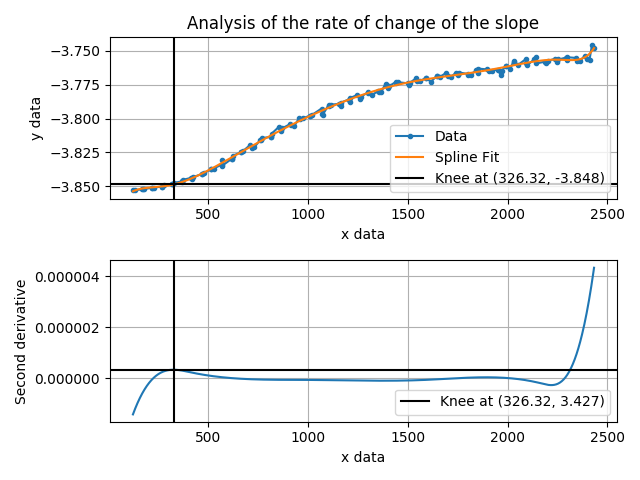 Analysis of the rate of change of the slope
−3.750
−3.775
−3.800
−3.825
−3.850
y data
Data
Spline Fit
Knee at (326.32, -3.848)
500
1000
1500
2000
2500
x data
0.000004
0.000002
0.000000
Second derivative
Knee at (326.32, 3.427)
500
1000
1500
2000
2500
x data